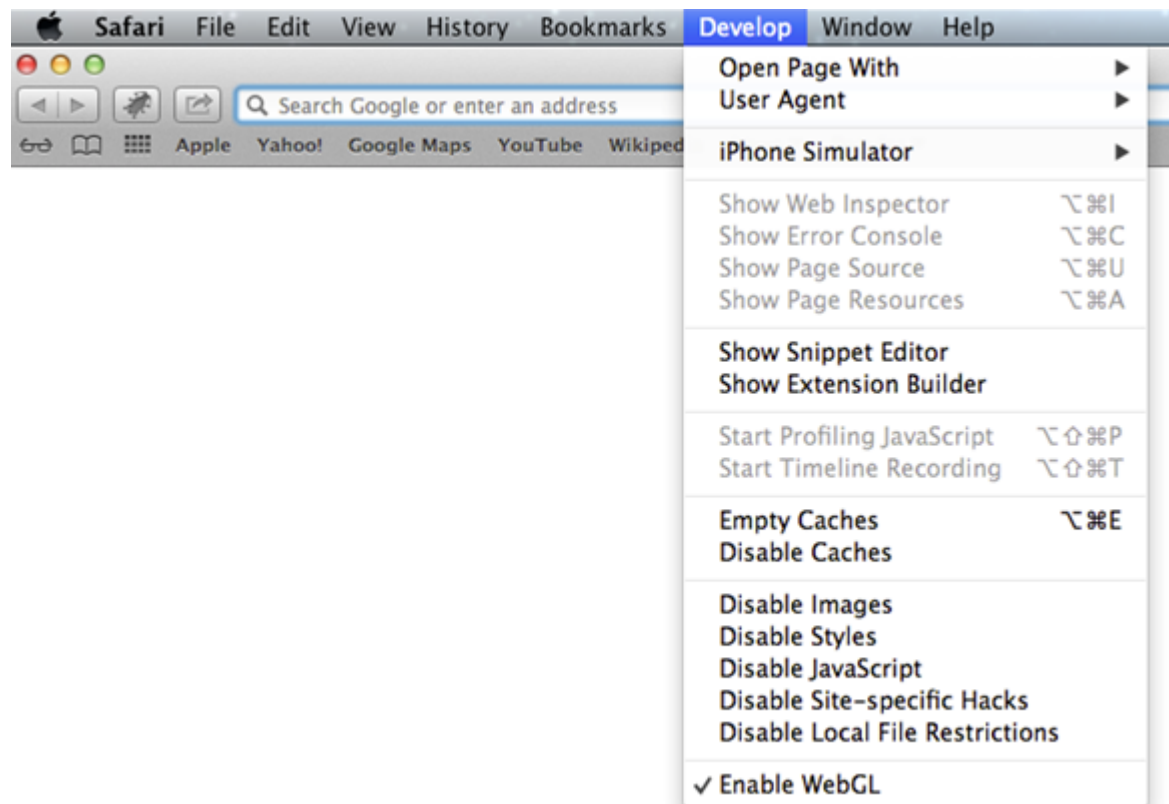 Safari File Edit View History Bookmarks Develop Window Help
Search Google or enter an address
Apple Yahoo! Google Maps YouTube Wikiped
Open Page With ▶
User Agent ▶
iPhone Simulator ▶
Show Web Inspector ⌥⌘I
Show Error Console ⌥⌘C
Show Page Source ⌥⌘U
Show Page Resources ⌥⌘A
Show Snippet Editor
Show Extension Builder
Start Profiling JavaScript ⌥⇧⌘P
Start Timeline Recording ⌥⇧⌘T
Empty Caches ⌥⌘E
Disable Caches
Disable Images
Disable Styles
Disable JavaScript
Disable Site-specific Hacks
Disable Local File Restrictions
✓ Enable WebGL